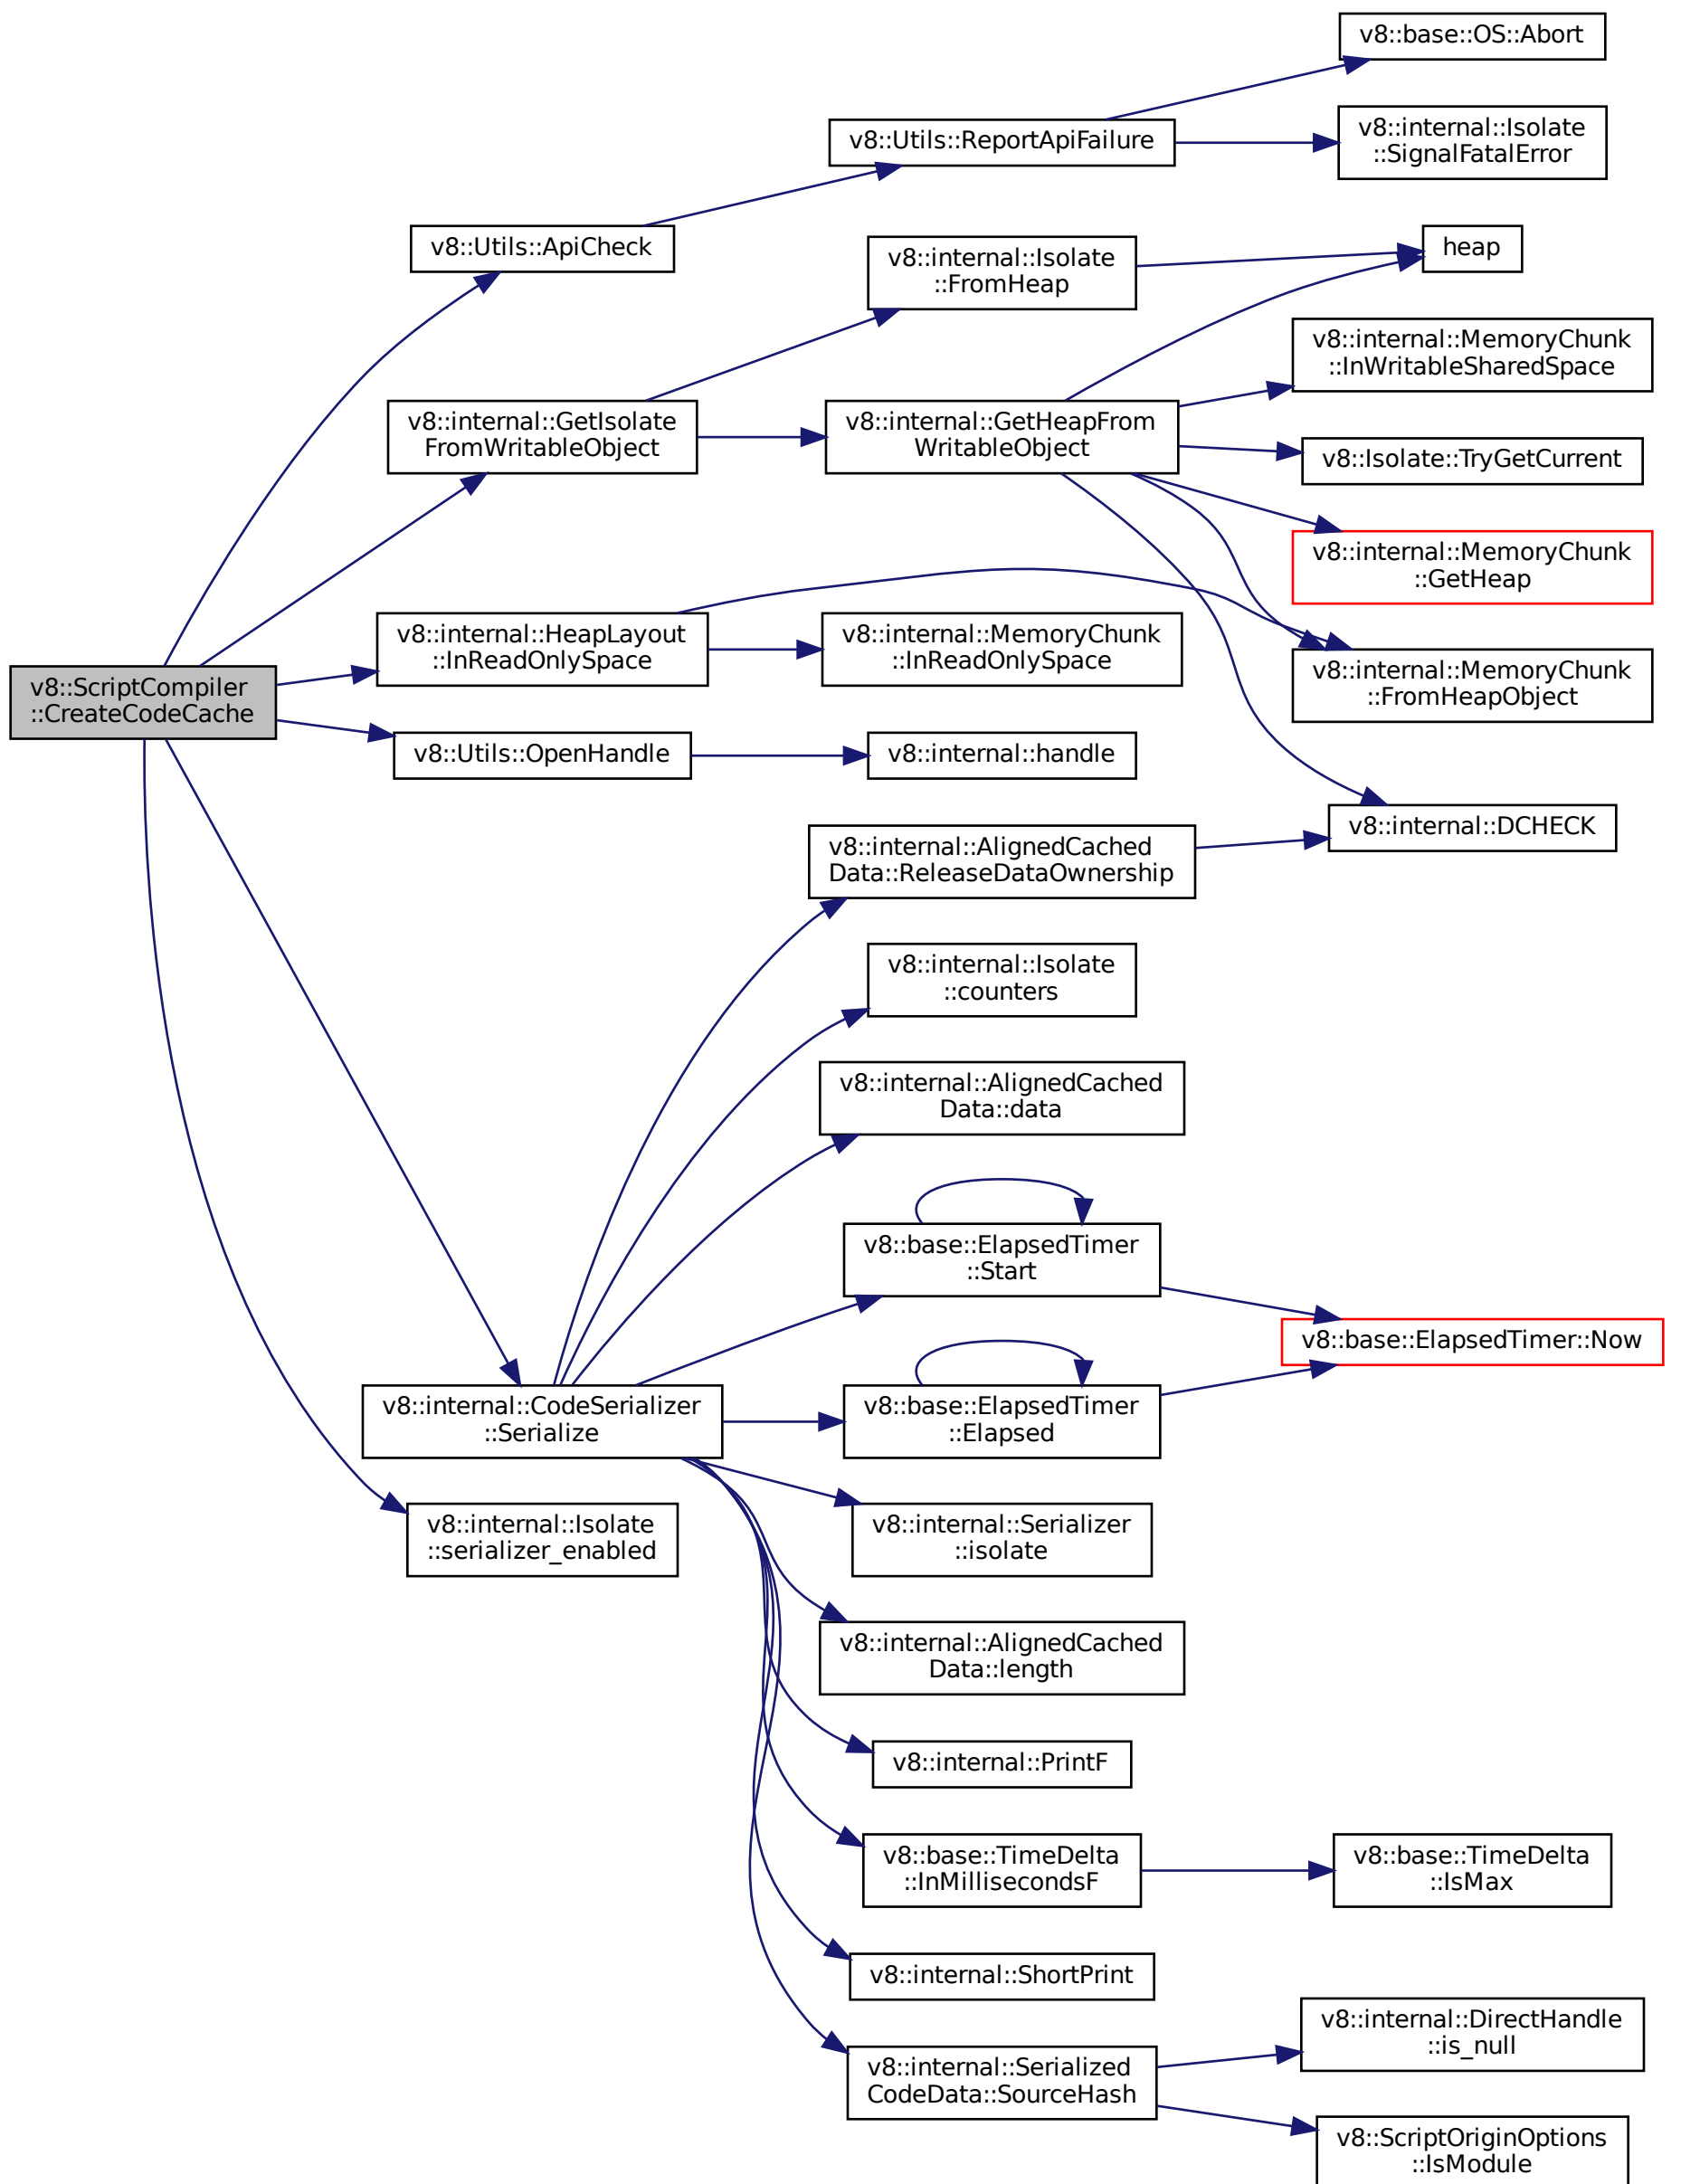 v8::base::OS::Abort
v8::internal::Isolate
::SignalFatalError
v8::Utils::ReportApiFailure
v8::Utils::ApiCheck
v8::internal::Isolate
::FromHeap
heap
v8::internal::MemoryChunk
::InWritableSharedSpace
v8::internal::GetIsolate
FromWritableObject
v8::internal::GetHeapFrom
WritableObject
v8::Isolate::TryGetCurrent
v8::internal::MemoryChunk
::GetHeap
v8::internal::HeapLayout
::InReadOnlySpace
v8::internal::MemoryChunk
::InReadOnlySpace
v8::internal::MemoryChunk
::FromHeapObject
v8::ScriptCompiler
::CreateCodeCache
v8::Utils::OpenHandle
v8::internal::handle
v8::internal::DCHECK
v8::internal::AlignedCached
Data::ReleaseDataOwnership
v8::internal::Isolate
::counters
v8::internal::AlignedCached
Data::data
v8::base::ElapsedTimer
::Start
v8::base::ElapsedTimer::Now
v8::internal::CodeSerializer
::Serialize
v8::base::ElapsedTimer
::Elapsed
v8::internal::Isolate
::serializer_enabled
v8::internal::Serializer
::isolate
v8::internal::AlignedCached
Data::length
v8::internal::PrintF
v8::base::TimeDelta
::InMillisecondsF
v8::base::TimeDelta
::IsMax
v8::internal::ShortPrint
v8::internal::DirectHandle
::is_null
v8::internal::Serialized
CodeData::SourceHash
v8::ScriptOriginOptions
::IsModule